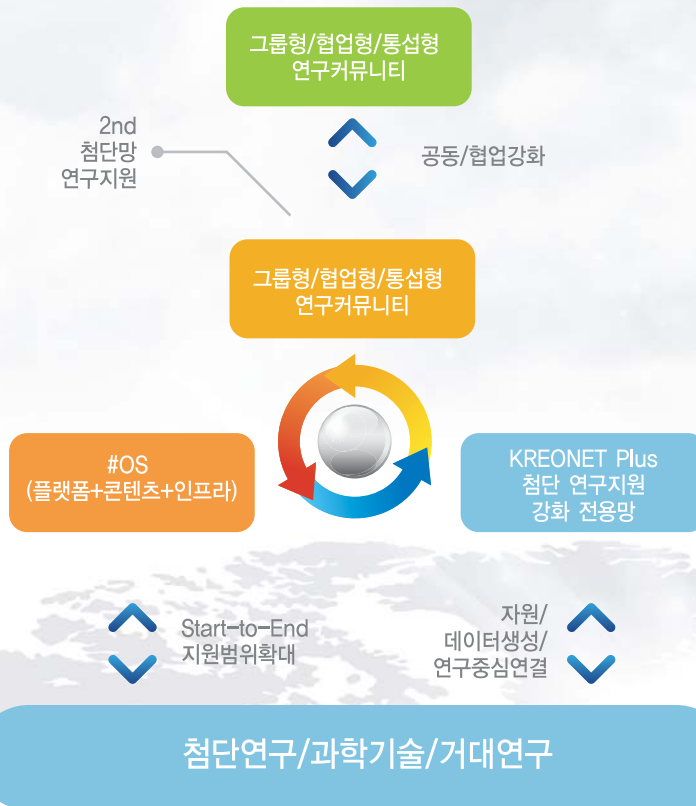 그룹형/협업형/통섭형
연구커뮤니티
2nd
첨단망
연구지원
공동/협업강화
그룹형/협업형/통섭형
연구커뮤니티
#OS
(플랫폼+콘텐츠+인프라)
KREONET Plus
첨단 연구지원
강화 전용망
Start-to-End
지원범위확대
자원/
데이터생성/
연구중심연결
첨단연구/과학기술/거대연구